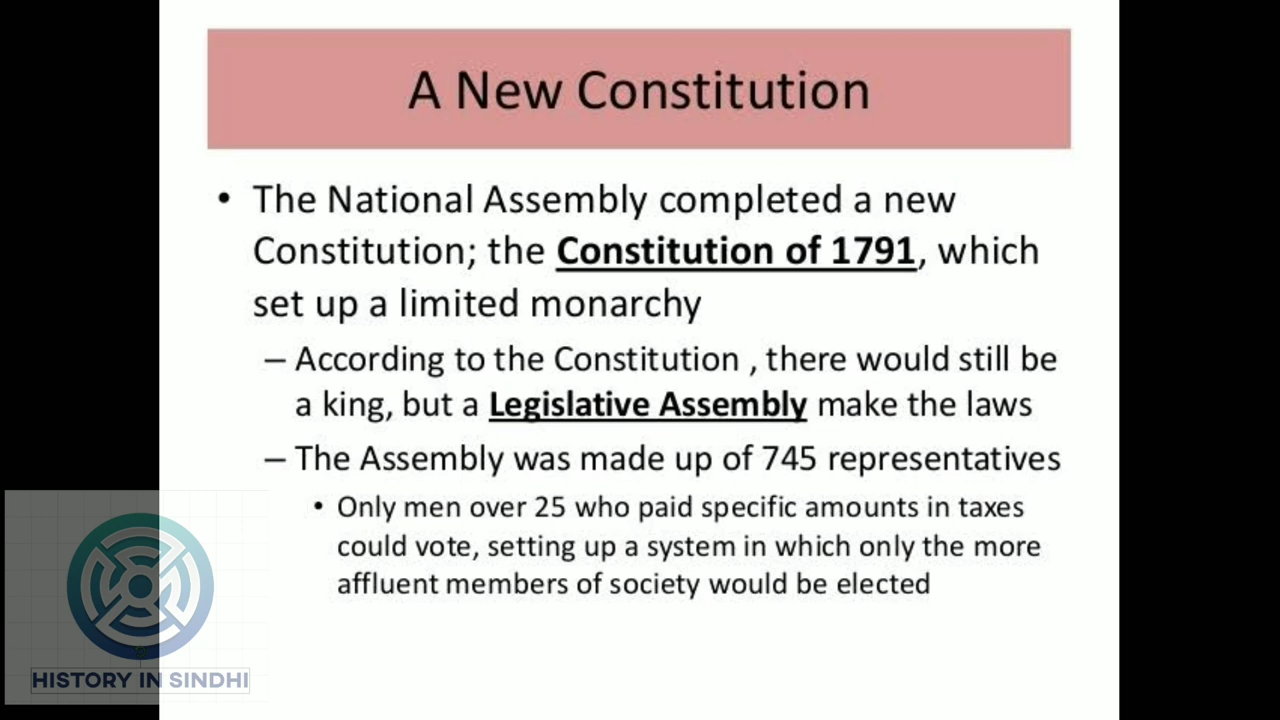 A New Constitution
• The National Assembly completed a new
Constitution; the Constitution of 1791, which
set up a limited monarchy
– According to the Constitution , there would still be
a king, but a Legislative Assembly make the laws
– The Assembly was made up of 745 representatives
• Only men over 25 who paid specific amounts in taxes
could vote, setting up a system in which only the more
affluent members of society would be elected
HISTORY IN SINDHI